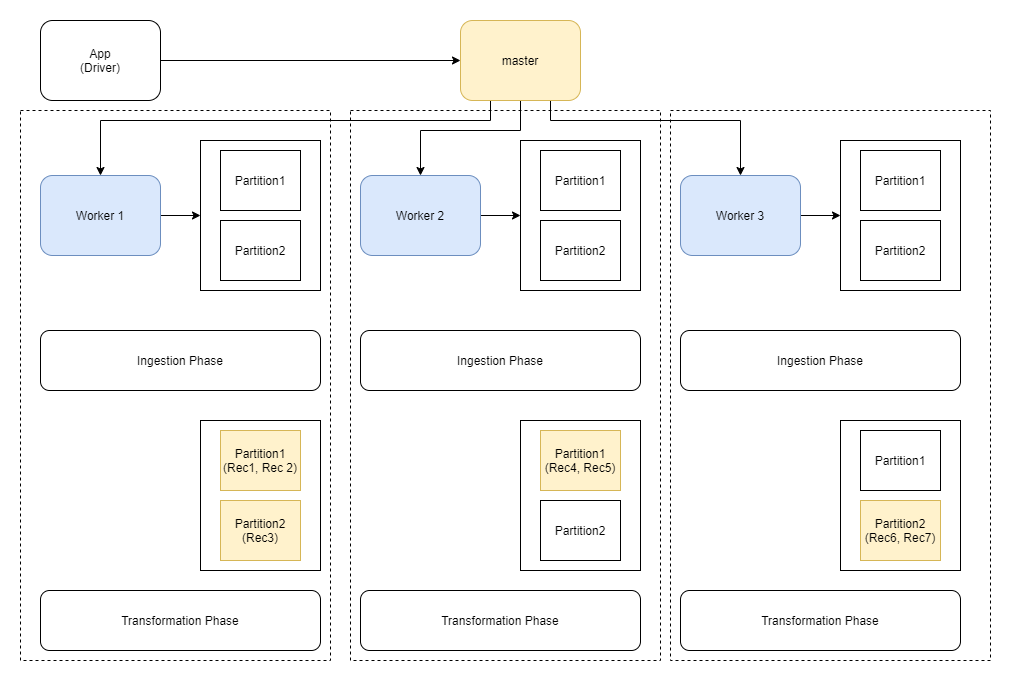 App
(Driver)
master
Worker 1
Partition1
Partition2
Worker 2
Partition1
Partition2
Worker 3
Partition1
Partition2
Ingestion Phase
Ingestion Phase
Ingestion Phase
Partition1
(Rec1, Rec 2)
Partition2
(Rec3)
Partition1
(Rec4, Rec5)
Partition2
Partition1
Partition2
(Rec6, Rec7)
Transformation Phase
Transformation Phase
Transformation Phase